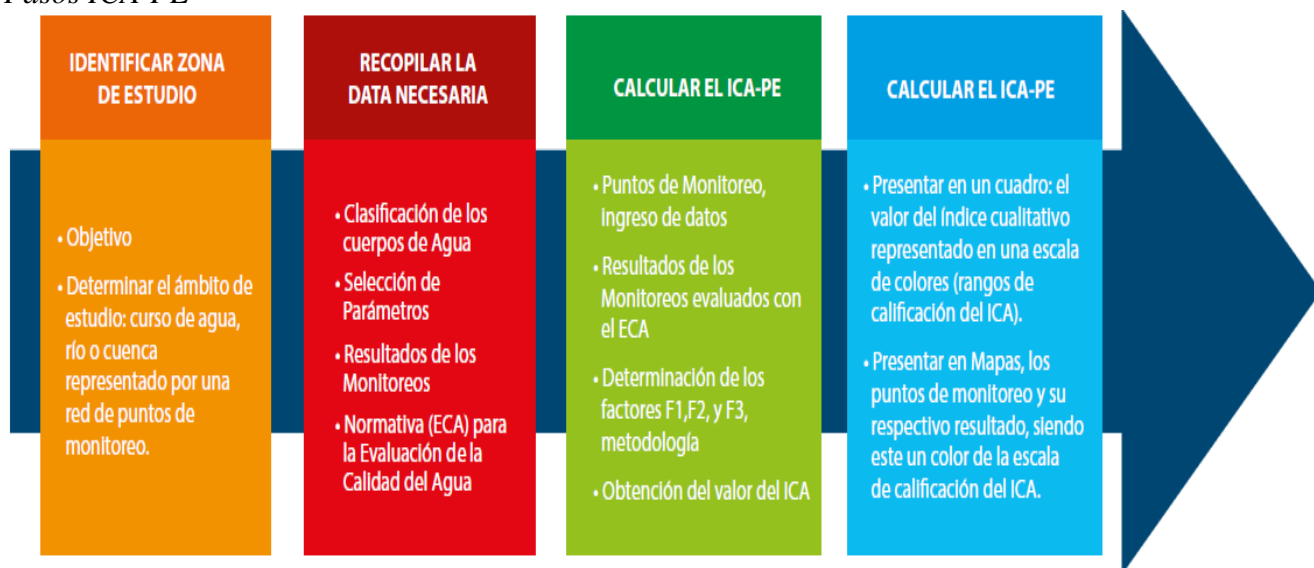 Pasos ICA-PE
IDENTIFICAR ZONA
DE ESTUDIO
• Objetivo
• Determinar el ámbito de
estudio: curso de agua,
río o cuenca
representado por una
red de puntos de
monitoreo.
RECOPILAR LA
DATA NECESARIA
• Clasificación de los
cuerpos de Agua
• Selección de
Parámetros
• Resultados de los
Monitoreos
• Normativa (ECA) para
la Evaluación de la
Calidad del Agua
CALCULAR EL ICA-PE
• Puntos de Monitoreo,
ingreso de datos
• Resultados de los
Monitoreos evaluados con
el ECA
• Determinación de los
factores F1,F2, y F3,
metodología
• Obtención del valor del ICA
CALCULAR EL ICA-PE
• Presentar en un cuadro: el
valor del índice cualitativo
representado en una escala
de colores (rangos de
calificación del ICA).
• Presentar en Mapas, los
puntos de monitoreo y su
respectivo resultado, siendo
este un color de la escala
de calificación del ICA.